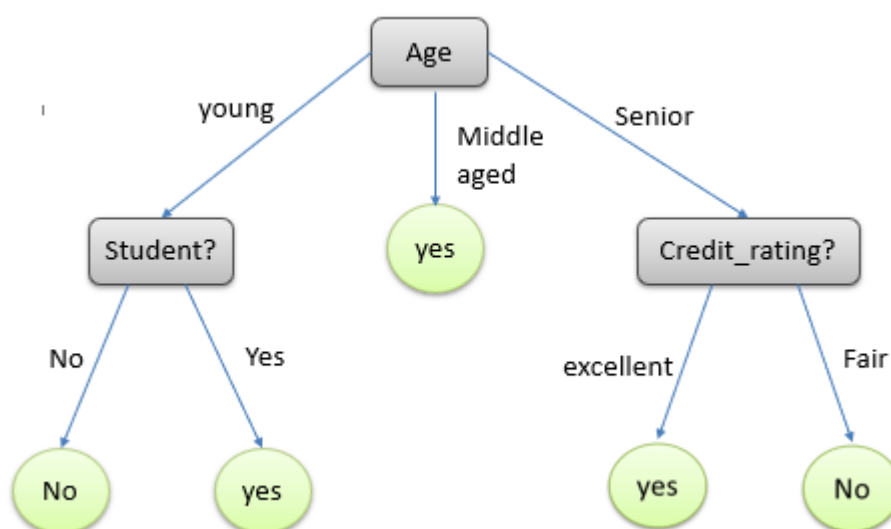 Age
young
Middle
aged
Senior
Student?
yes
Credit_rating?
No
Yes
excellent
Fair
No
yes
yes
No